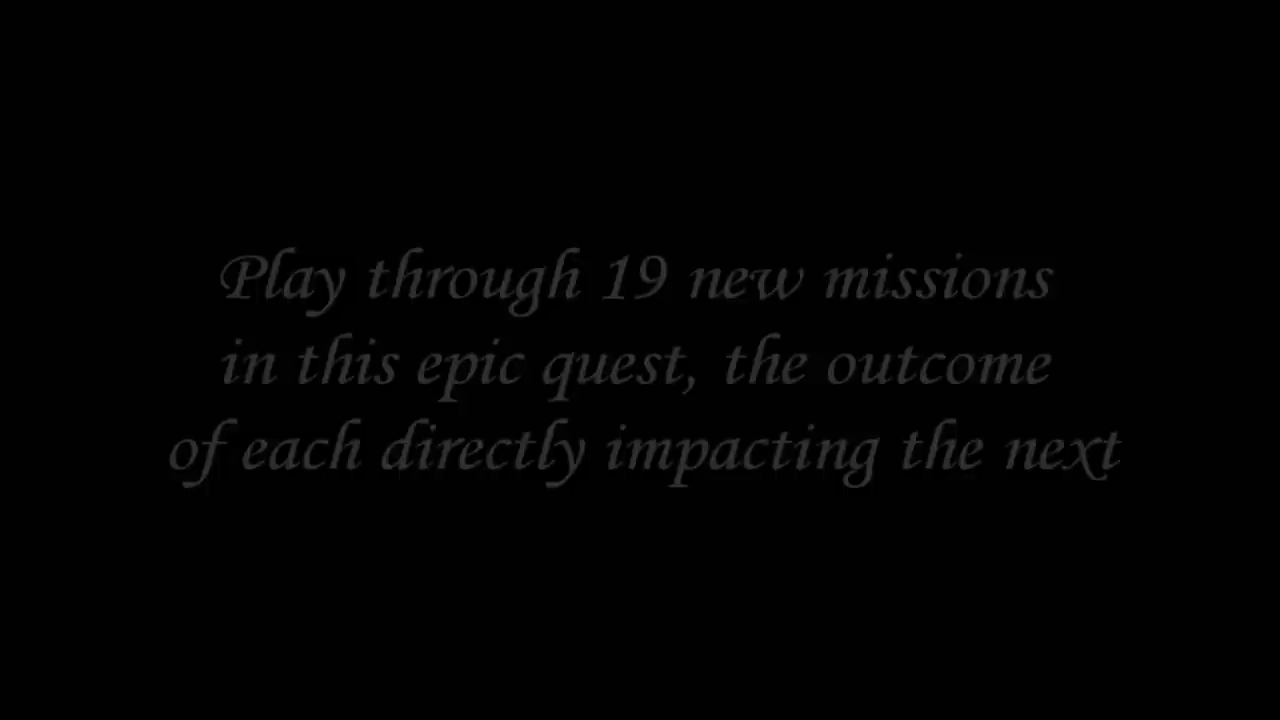 Play through 19 new missions
in this epic quest, the outcome
of each directly impacting the next